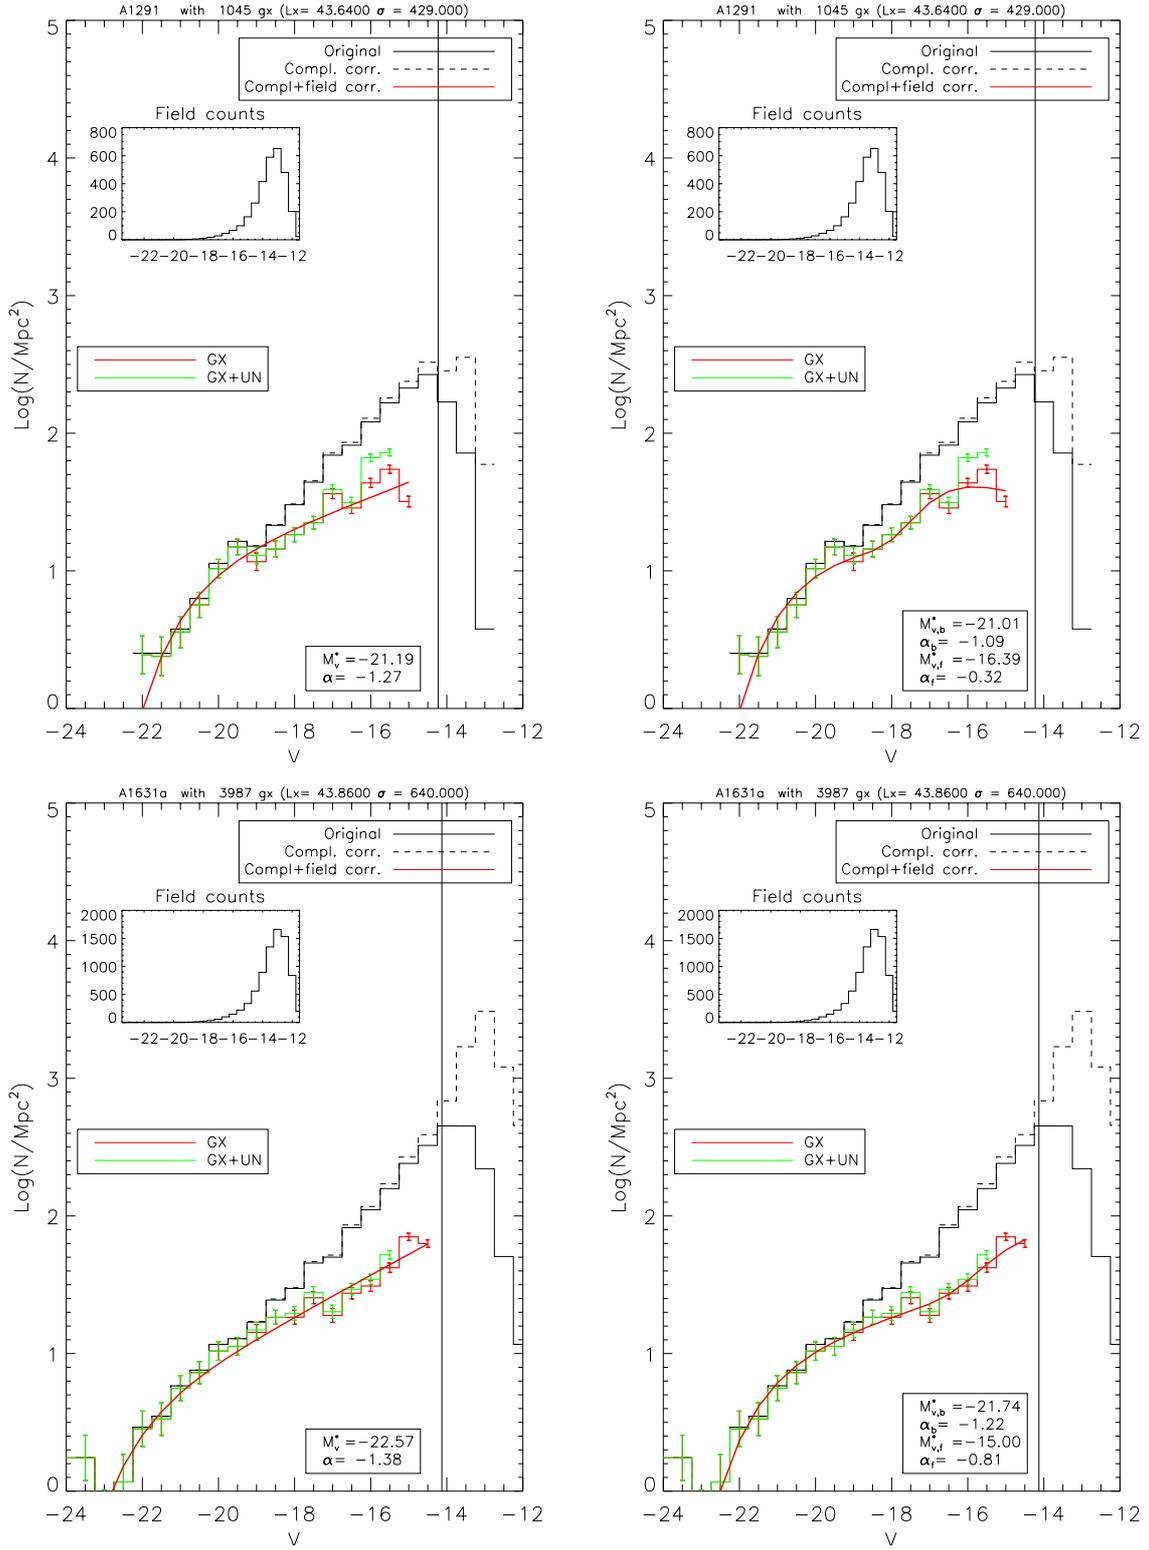 A1291 with 1045 gx (Lx= 43.6400 σ = 429.000)
5
4
3
2
1
0
Log(N/Mpc²)
Original
Compl. corr.
Compl+field corr.
Field counts
800
600
400
200
0
-22-20-18-16-14-12
GX
GX+UN
M*v =-21.19
α= -1.27
-24 -22 -20 -18 -16 -14 -12
V
A1291 with 1045 gx (Lx= 43.6400 σ = 429.000)
5
4
3
2
1
0
Log(N/Mpc²)
Original
Compl. corr.
Compl+field corr.
Field counts
800
600
400
200
0
-22-20-18-16-14-12
GX
GX+UN
M*v,b =-21.01
αb= -1.09
M*v,f =-16.39
αf= -0.32
-24 -22 -20 -18 -16 -14 -12
V
A1631a with 3987 gx (Lx= 43.8600 σ = 640.000)
5
4
3
2
1
0
Log(N/Mpc²)
Original
Compl. corr.
Compl+field corr.
Field counts
2000
1500
1000
500
0
-22-20-18-16-14-12
GX
GX+UN
M*v =-22.57
α= -1.38
-24 -22 -20 -18 -16 -14 -12
V
A1631a with 3987 gx (Lx= 43.8600 σ = 640.000)
5
4
3
2
1
0
Log(N/Mpc²)
Original
Compl. corr.
Compl+field corr.
Field counts
2000
1500
1000
500
0
-22-20-18-16-14-12
GX
GX+UN
M*v,b =-21.74
αb= -1.22
M*v,f =-15.00
αf= -0.81
-24 -22 -20 -18 -16 -14 -12
V